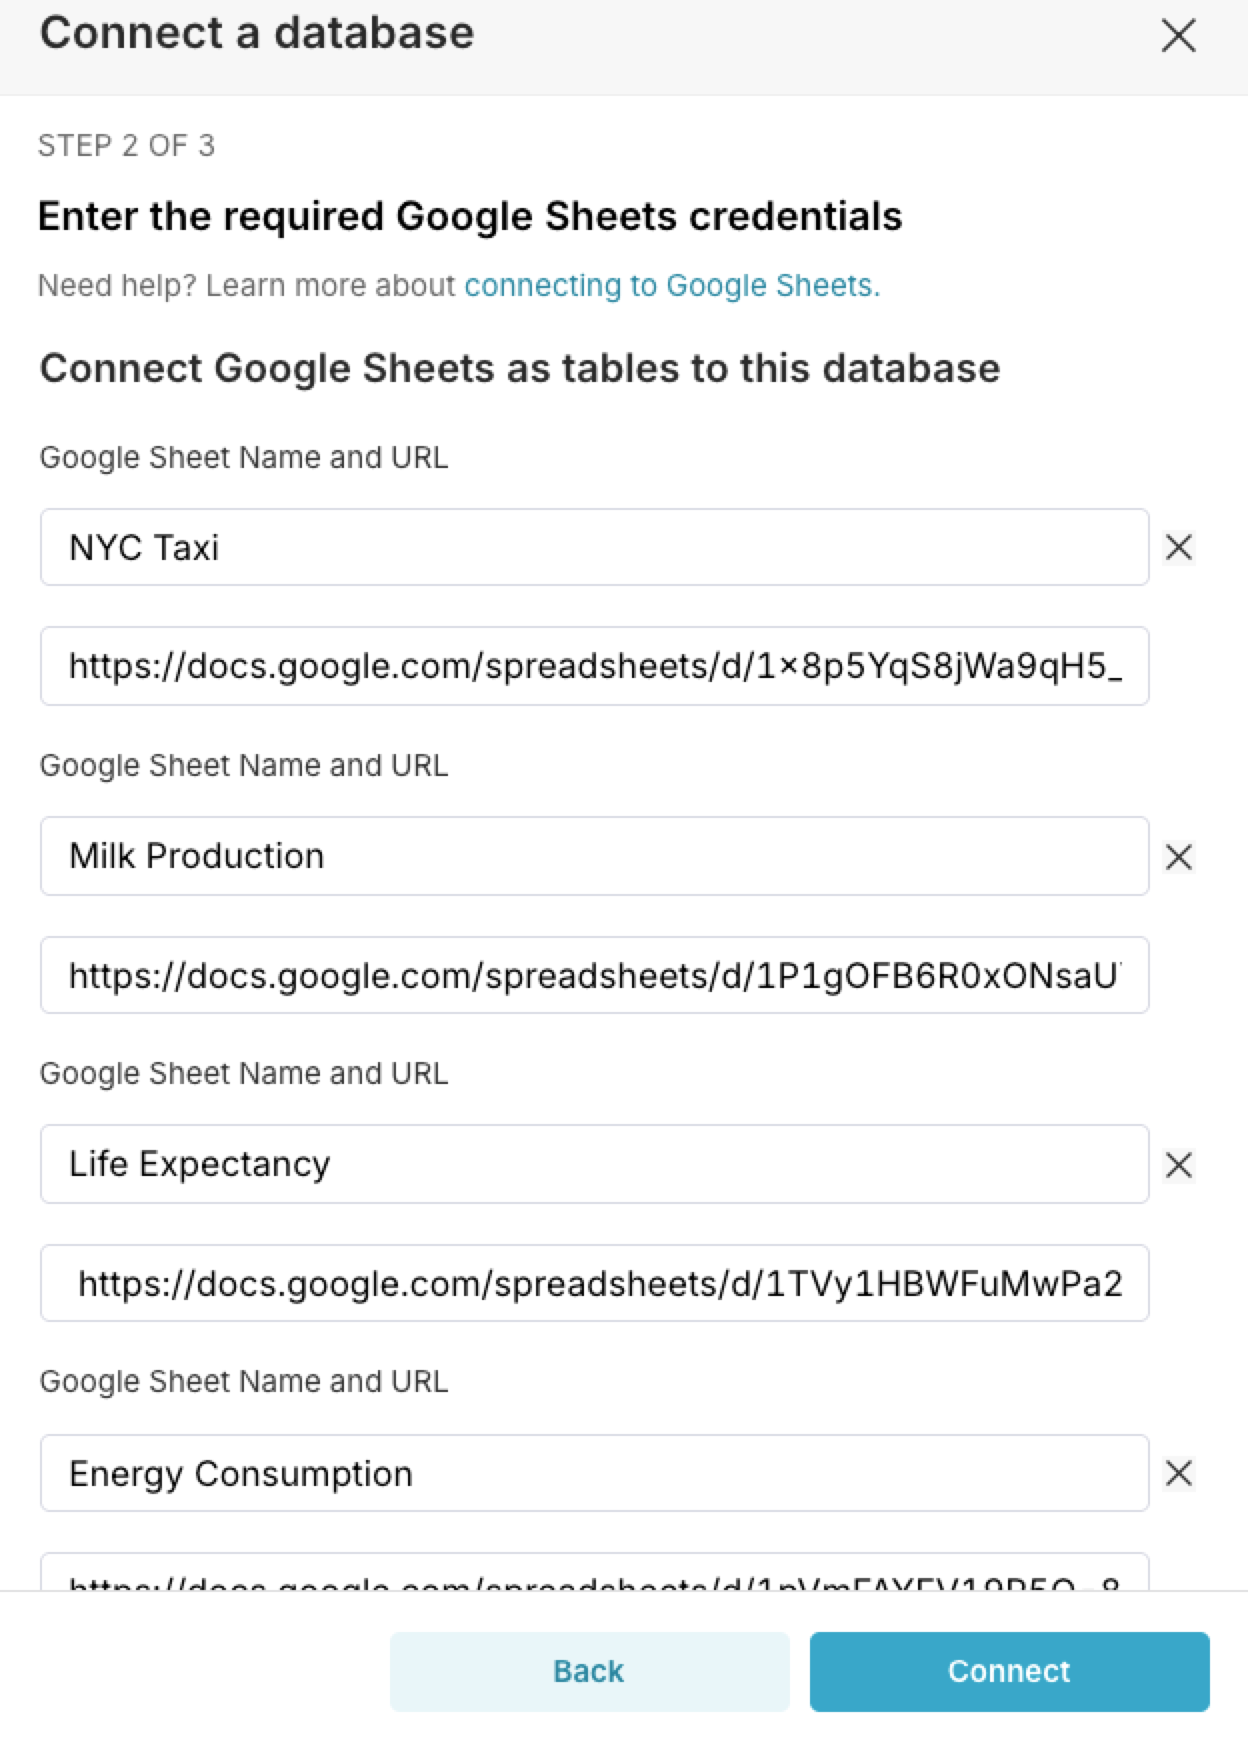 Connect a database
STEP 2 OF 3
Enter the required Google Sheets credentials
Need help? Learn more about connecting to Google Sheets.
Connect Google Sheets as tables to this database
Google Sheet Name and URL
NYC Taxi
https://docs.google.com/spreadsheets/d/1×8p5YqS8jWa9qH5_
Google Sheet Name and URL
Milk Production
https://docs.google.com/spreadsheets/d/1P1gOFB6R0xONsaU
Google Sheet Name and URL
Life Expectancy
https://docs.google.com/spreadsheets/d/1TVy1HBWFuMwPa2
Google Sheet Name and URL
Energy Consumption
Back
Connect